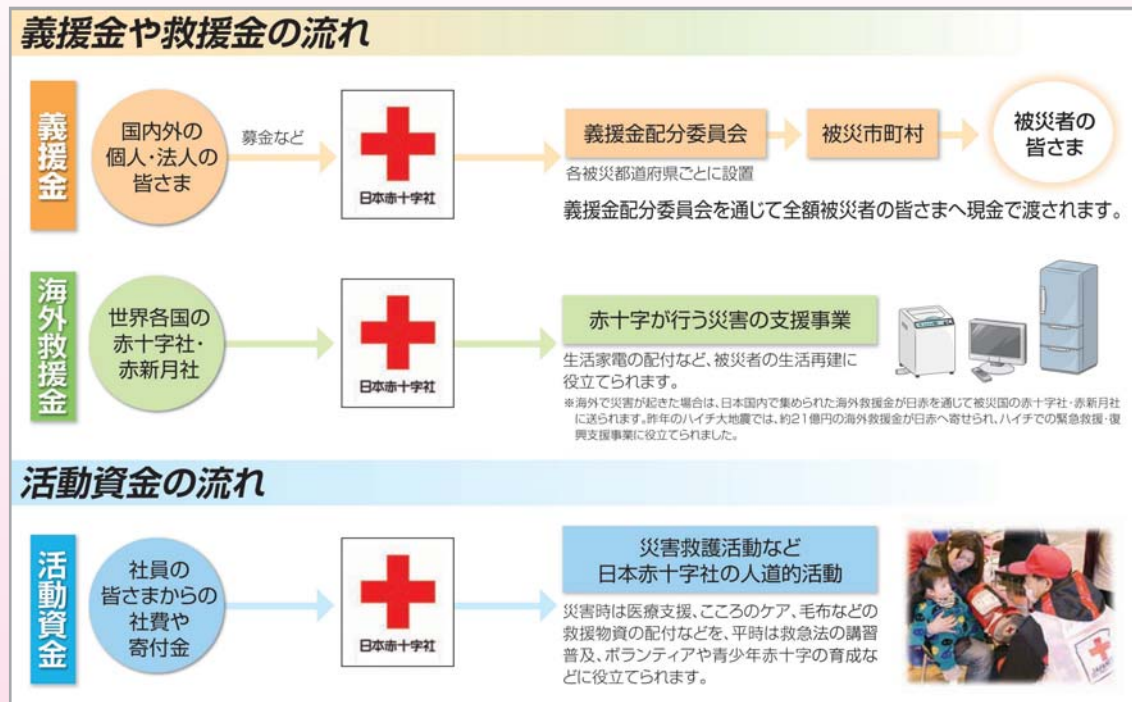 義援金や救援金の流れ
義援金
国内外の
個人・法人の
皆さま
募金など
日本赤十字社
義援金配分委員会
各被災都道府県ごとに設置
被災市町村
被災者の
皆さま
義援金配分委員会を通じて全額被災者の皆さまへ現金で渡されます。
海外救援金
世界各国の
赤十字社・
赤新月社
日本赤十字社
赤十字が行う災害の支援事業
生活家電の配付など、被災者の生活再建に
役立てられます。
※海外で災害が起きた場合は、日本国内で集められた海外救援金が日赤を通じて被災国の赤十字社・赤新月社
に送られます。昨年のハイチ大地震では、約21億円の海外救援金が日赤へ寄せられ、ハイチでの緊急救援・復
興支援事業に役立てられました。
活動資金の流れ
活動資金
社員の
皆さまからの
社費や
寄付金
日本赤十字社
災害救護活動など
日本赤十字社の人道的活動
災害時は医療支援、こころのケア、毛布などの
救援物資の配付などを、平時は救急法の講習
普及、ボランティアや青少年赤十字の育成な
どに役立てられます。